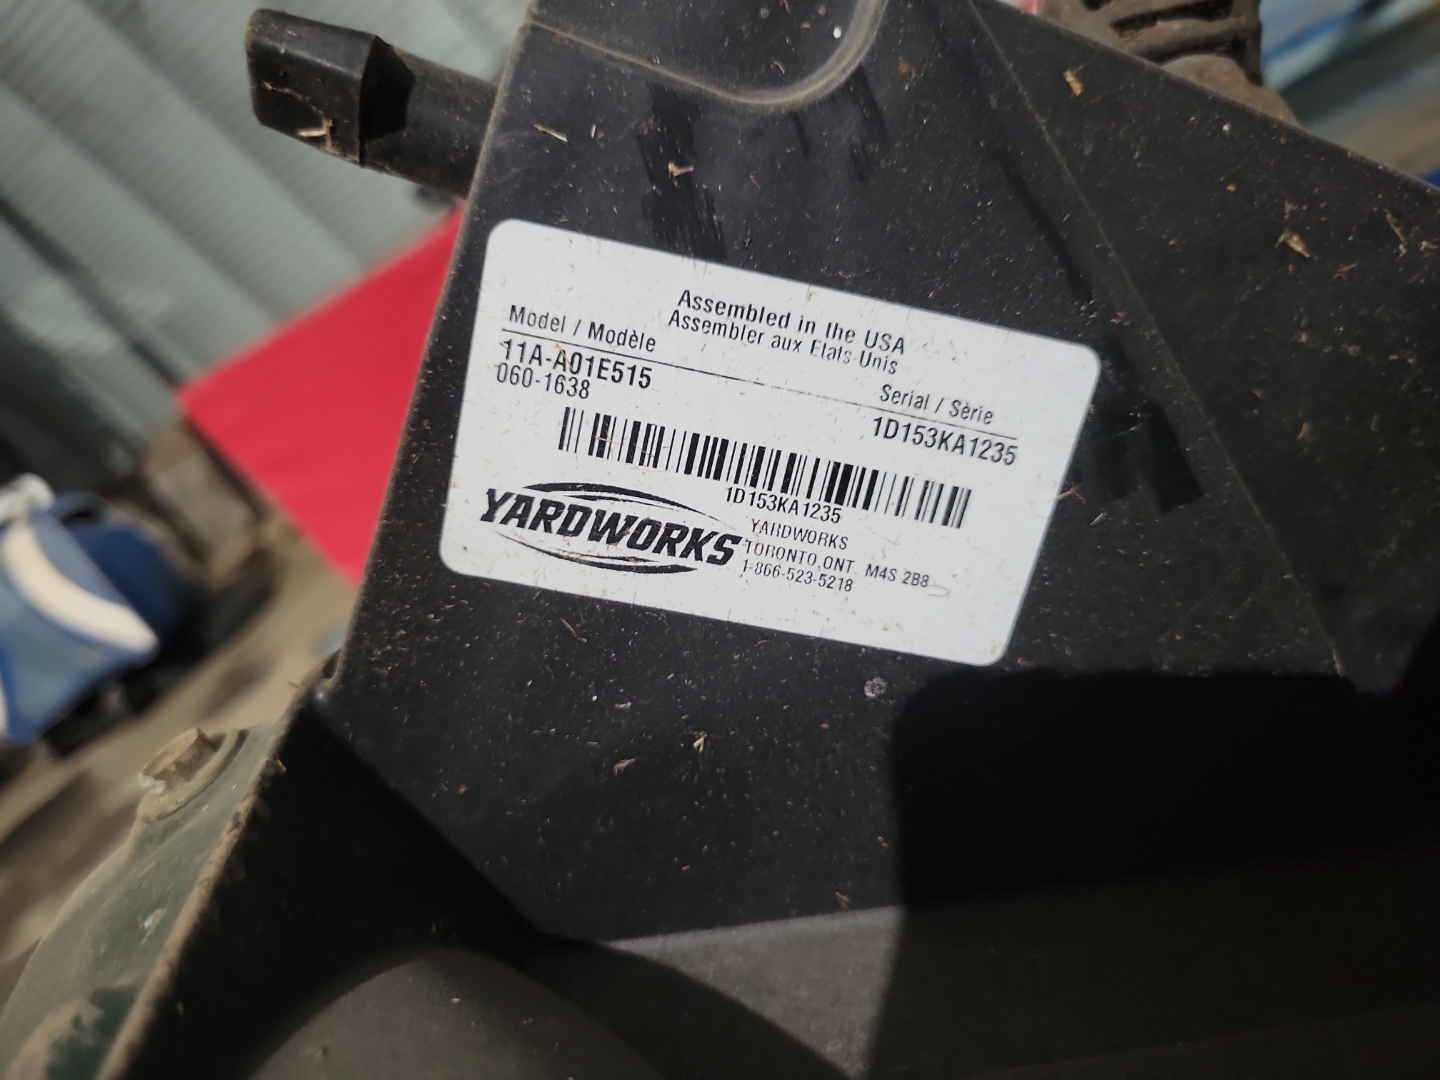 Assembled in the USA
Assembler aux Etats Unis
Model / Modèle
11A-A01E515
060-1638
Serial / Série
1D153KA1235
1D153KA1235
YARDWORKS
YARDWORKS
TORONTO,ONT. M4S 2B8
1-866-523-5218